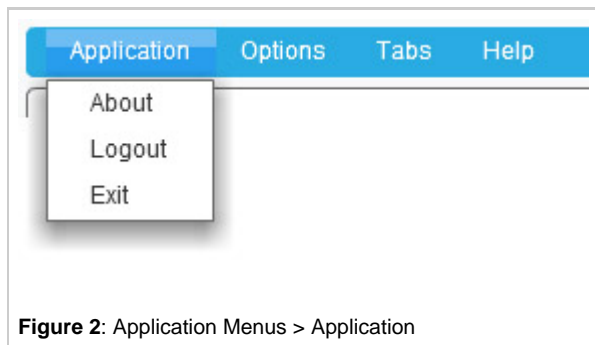 Application Options Tabs Help
About
Logout
Exit
Figure 2: Application Menus > Application